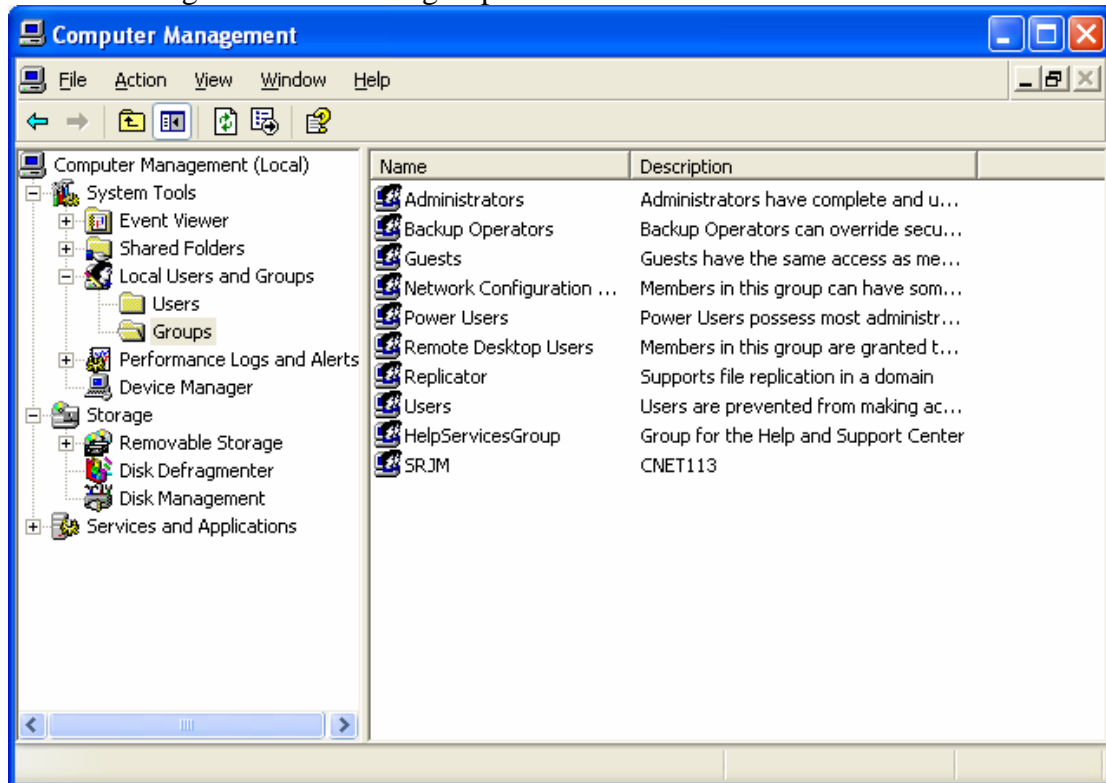 Computer Management
File Action View Window Help
Computer Management (Local)
System Tools
Event Viewer
Shared Folders
Local Users and Groups
Users
Groups
Performance Logs and Alerts
Device Manager
Storage
Removable Storage
Disk Defragmenter
Disk Management
Services and Applications
Name Description
Administrators Administrators have complete and u...
Backup Operators Backup Operators can override secu...
Guests Guests have the same access as me...
Network Configuration ... Members in this group can have som...
Power Users Power Users possess most administr...
Remote Desktop Users Members in this group are granted t...
Replicator Supports file replication in a domain
Users Users are prevented from making ac...
HelpServicesGroup Group for the Help and Support Center
SRJM CNET113